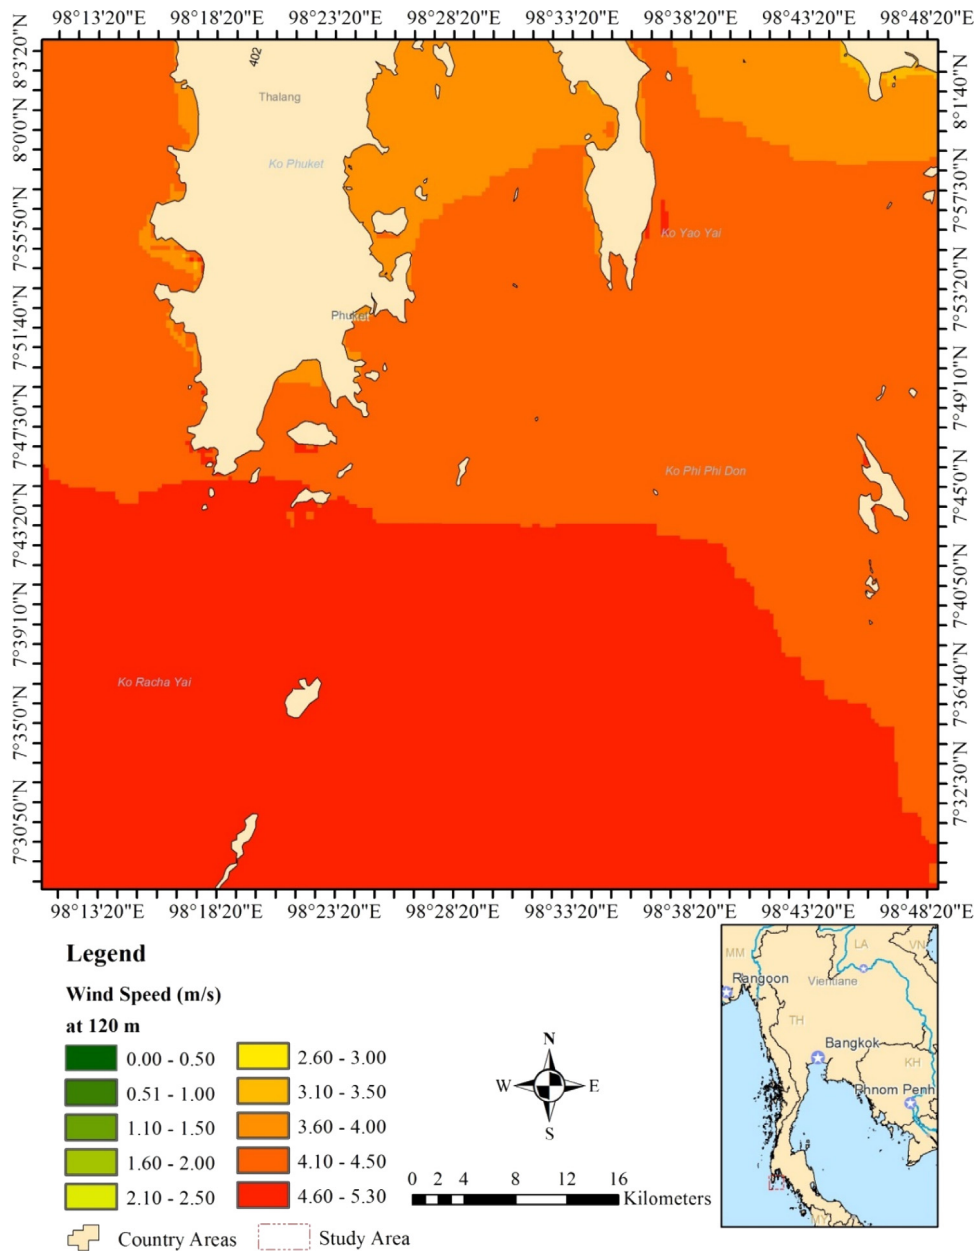 98°13'20"E 98°18'20"E 98°23'20"E 98°28'20"E 98°33'20"E 98°38'20"E 98°43'20"E 98°48'20"E
8°3'20"N
8°0'0"N
7°55'50"N
7°51'40"N
7°47'30"N
7°43'20"N
7°39'10"N
7°35'0"N
7°30'50"N
402
Thalang
Ko Phuket
Ko Yao Yai
Phuket
Ko Phi Phi Don
Ko Racha Yai
8°1'40"N
7°57'30"N
7°53'20"N
7°49'10"N
7°45'0"N
7°40'50"N
7°36'40"N
7°32'30"N
98°13'20"E 98°18'20"E 98°23'20"E 98°28'20"E 98°33'20"E 98°38'20"E 98°43'20"E 98°48'20"E
Legend
Wind Speed (m/s)
at 120 m
0.00 - 0.50
0.51 - 1.00
1.10 - 1.50
1.60 - 2.00
2.10 - 2.50
2.60 - 3.00
3.10 - 3.50
3.60 - 4.00
4.10 - 4.50
4.60 - 5.30
Country Areas
Study Area
N
W E
S
0 2 4 8 12 16
Kilometers
MM
LA
VN
Rangoon
Vientiane
TH
Bangkok
KH
Phnom Penh
MY